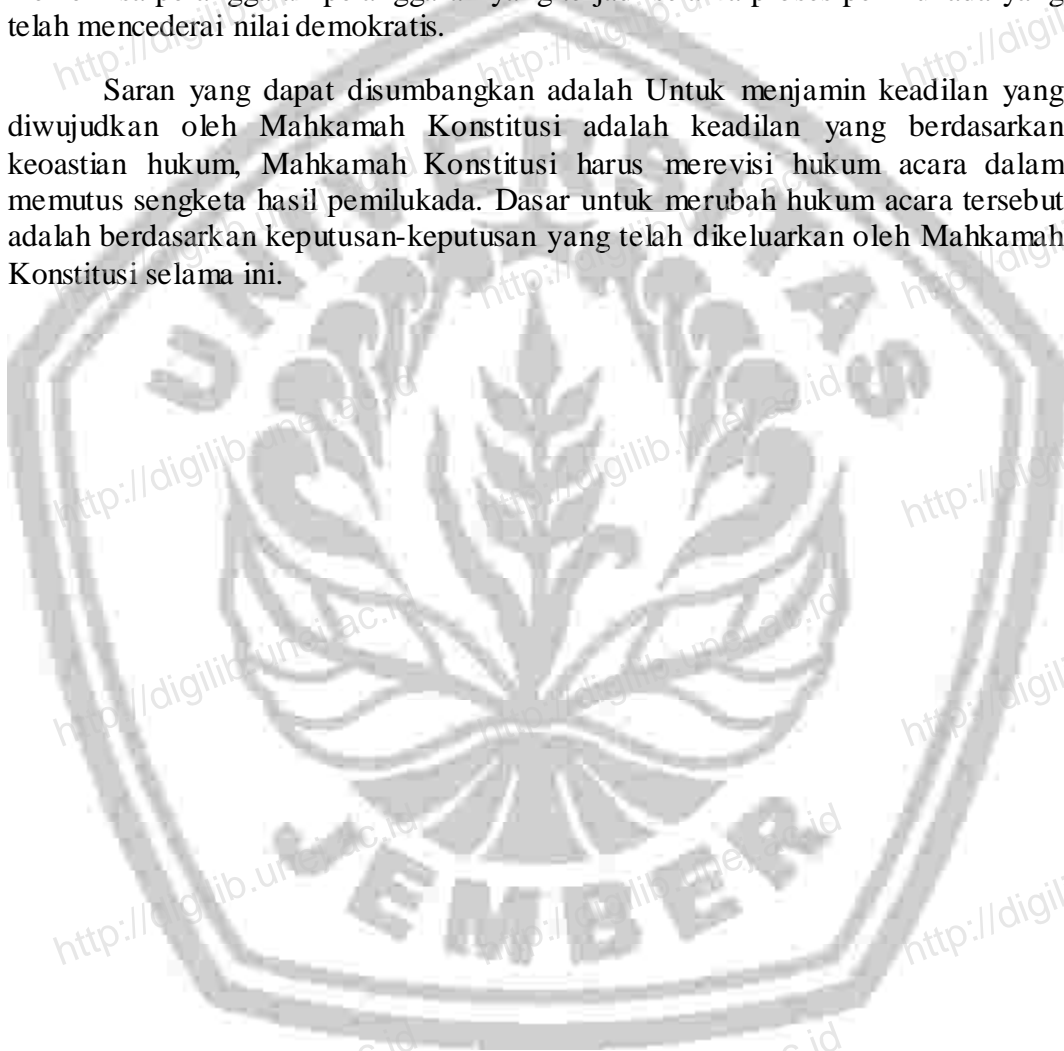 telah mencederai nilai demokratis.
Saran yang dapat disumbangkan adalah Untuk menjamin keadilan yang
diwujudkan oleh Mahkamah Konstitusi adalah keadilan yang berdasarkan
keoastian hukum, Mahkamah Konstitusi harus merevisi hukum acara dalam
memutus sengketa hasil pemilukada. Dasar untuk merubah hukum acara tersebut
adalah berdasarkan keputusan-keputusan yang telah dikeluarkan oleh Mahkamah
Konstitusi selama ini.
UNIVERSITAS
JEMBER